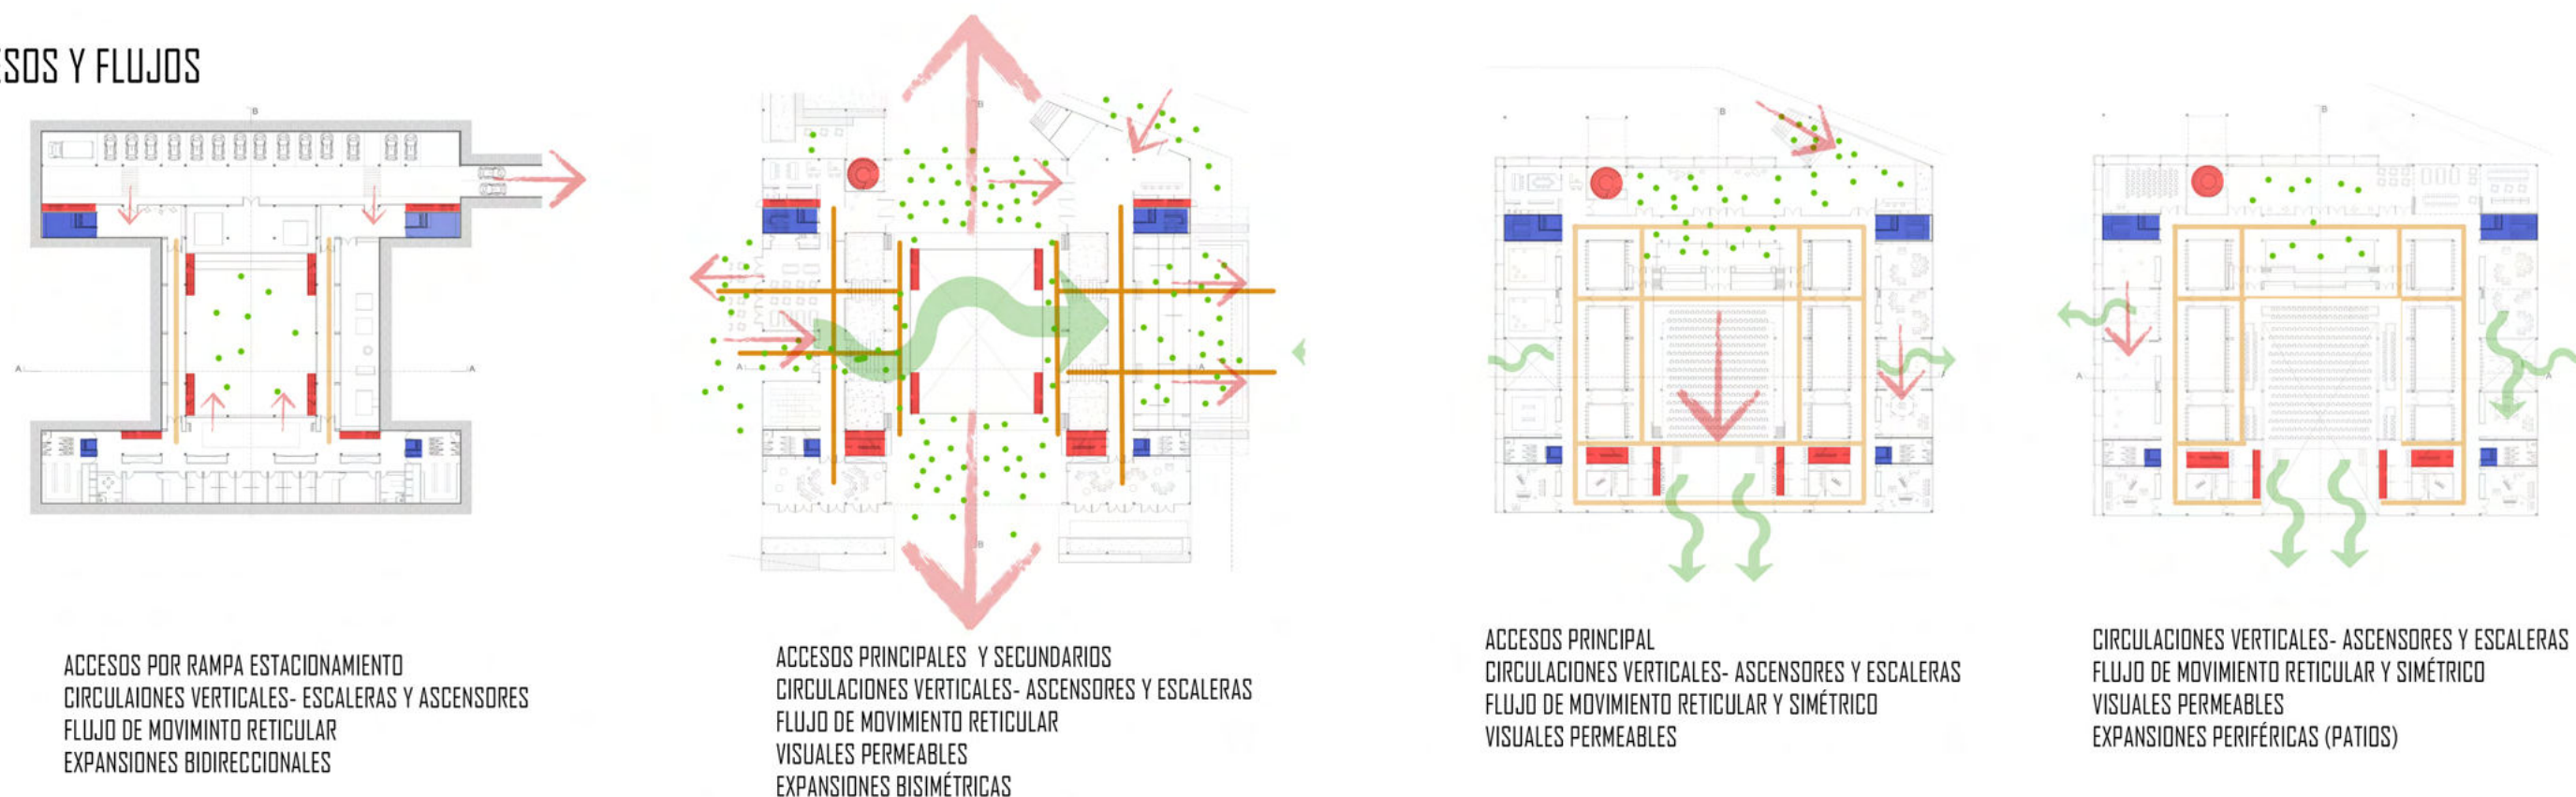 ESOS Y FLUJOS
B
A
A
ACCESOS POR RAMPA ESTACIONAMIENTO
CIRCULAIONES VERTICALES- ESCALERAS Y ASCENSORES
FLUJO DE MOVIMINTO RETICULAR
EXPANSIONES BIDIRECCIONALES
B
A
A
B
ACCESOS PRINCIPALES Y SECUNDARIOS
CIRCULACIONES VERTICALES- ASCENSORES Y ESCALERAS
FLUJO DE MOVIMIENTO RETICULAR
VISUALES PERMEABLES
EXPANSIONES BISIMÉTRICAS
B
ACCESOS PRINCIPAL
CIRCULACIONES VERTICALES- ASCENSORES Y ESCALERAS
FLUJO DE MOVIMIENTO RETICULAR Y SIMÉTRICO
VISUALES PERMEABLES
B
A
A
CIRCULACIONES VERTICALES- ASCENSORES Y ESCALERAS
FLUJO DE MOVIMIENTO RETICULAR Y SIMÉTRICO
VISUALES PERMEABLES
EXPANSIONES PERIFÉRICAS (PATIOS)